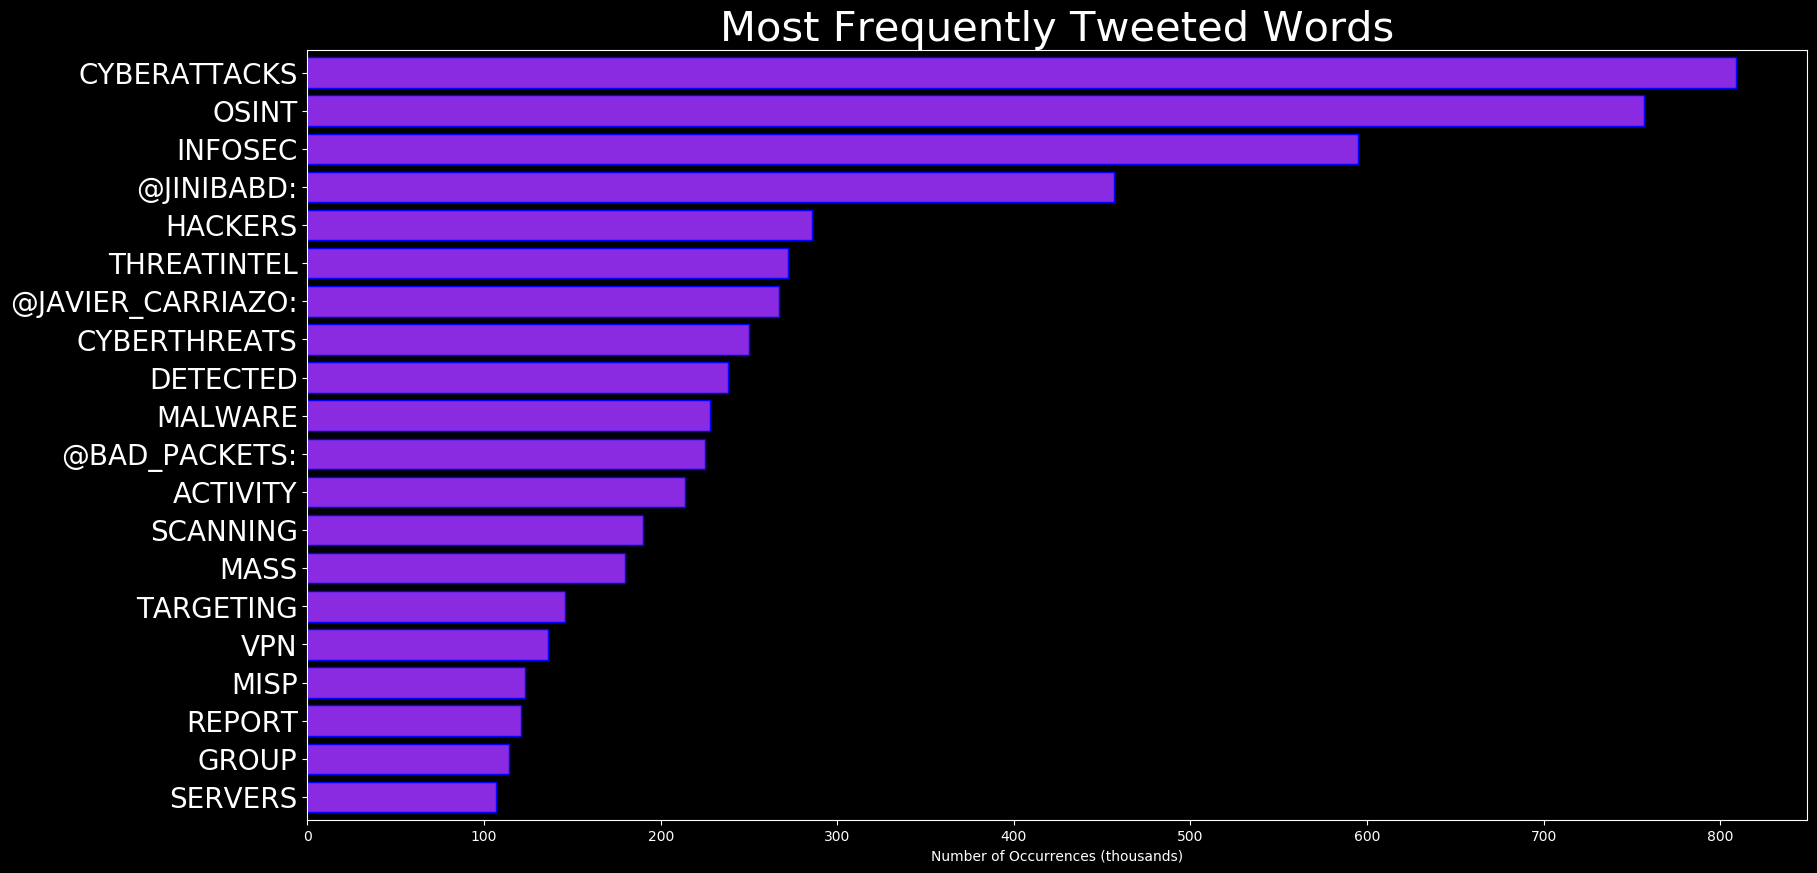 Most Frequently Tweeted Words
CYBERATTACKS
OSINT
INFOSEC
@JINIBABD:
HACKERS
THREATINTEL
@JAVIER_CARRIAZO:
CYBERTHREATS
DETECTED
MALWARE
@BAD_PACKETS:
ACTIVITY
SCANNING
MASS
TARGETING
VPN
MISP
REPORT
GROUP
SERVERS
0 100 200 300 400 500 600 700 800
Number of Occurrences (thousands)